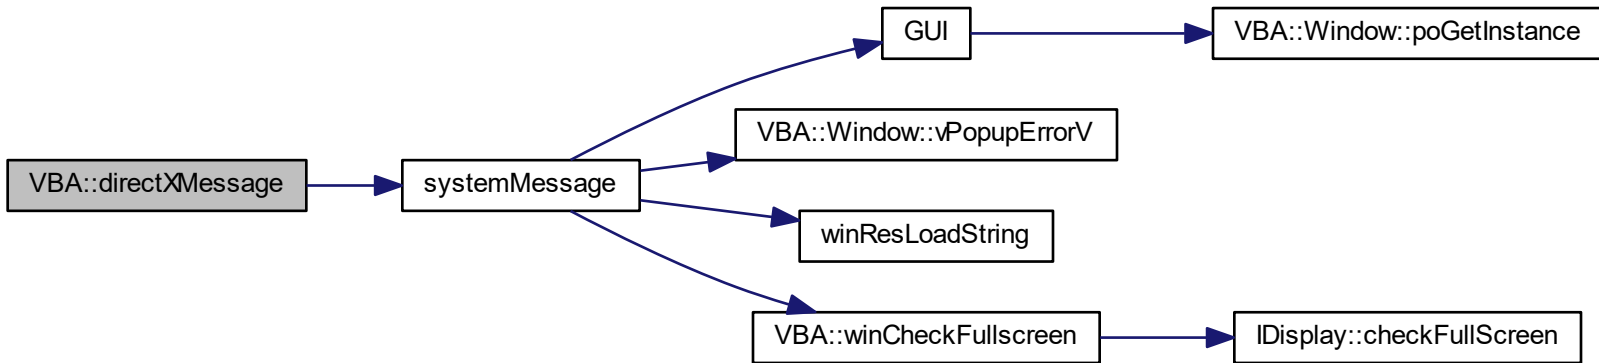 GUI
VBA::Window::poGetInstance
VBA::Window::vPopupErrorV
VBA::directXMessage
systemMessage
winResLoadString
VBA::winCheckFullscreen
IDisplay::checkFullScreen